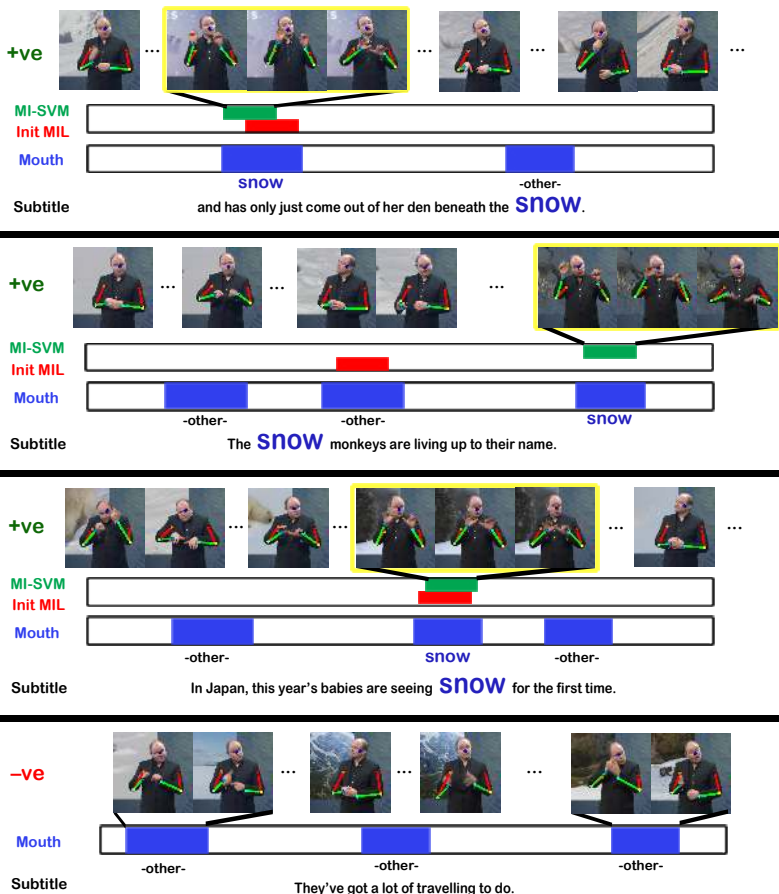 +ve
...
...
...
...
MI-SVM
Init MIL
Mouth
snow
-other-
Subtitle
and has only just come out of her den beneath the snow.
+ve
...
...
...
MI-SVM
Init MIL
Mouth
-other-
-other-
snow
Subtitle
The snow monkeys are living up to their name.
+ve
...
...
...
...
MI-SVM
Init MIL
Mouth
-other-
snow
-other-
Subtitle
In Japan, this year's babies are seeing snow for the first time.
–ve
...
...
...
Mouth
-other-
-other-
-other-
Subtitle
They've got a lot of travelling to do.